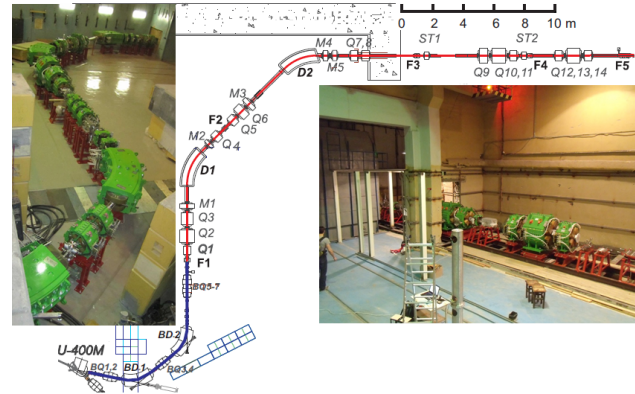 0 2 4 6 8 10 m
M4
M5
Q7,8
ST1
ST2
D2
F3
Q9
Q10,11
F4
Q12,13,14
F5
M3
F2
Q6
Q5
M2
Q4
D1
M1
Q3
Q2
Q1
F1
BQ5-7
BD2
U-400M
BQ1,2
BD1
BQ3,4